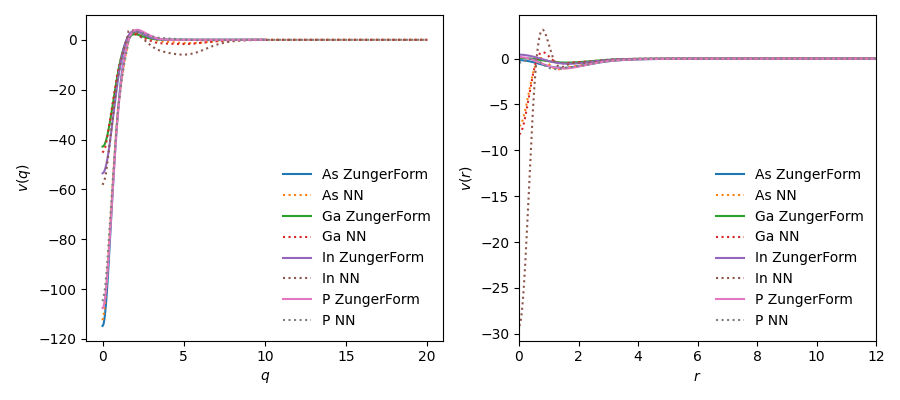 0
−20
−40
−60
−80
−100
−120
v(q)
0
5
10
15
20
q
As ZungerForm
As NN
Ga ZungerForm
Ga NN
In ZungerForm
In NN
P ZungerForm
P NN
0
−5
−10
−15
−20
−25
−30
v(r)
0
2
4
6
8
10
12
r
As ZungerForm
As NN
Ga ZungerForm
Ga NN
In ZungerForm
In NN
P ZungerForm
P NN